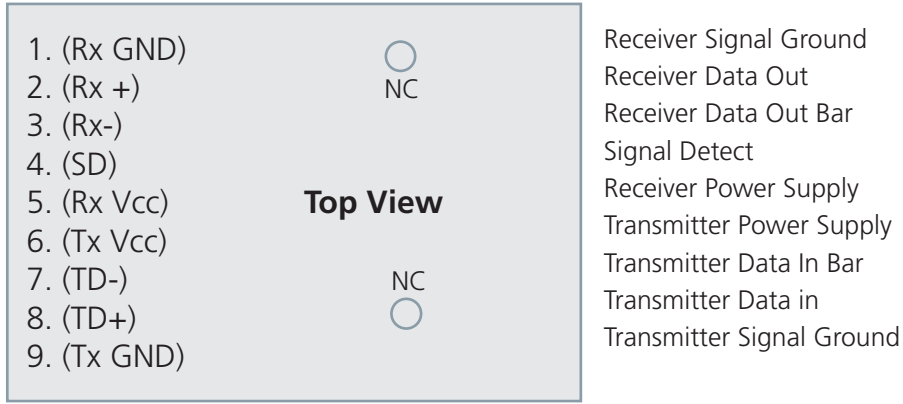 1. (Rx GND)
2. (Rx +)
3. (Rx-)
4. (SD)
5. (Rx Vcc)
6. (Tx Vcc)
7. (TD-)
8. (TD+)
9. (Tx GND)
NC
Top View
NC
Receiver Signal Ground
Receiver Data Out
Receiver Data Out Bar
Signal Detect
Receiver Power Supply
Transmitter Power Supply
Transmitter Data In Bar
Transmitter Data in
Transmitter Signal Ground